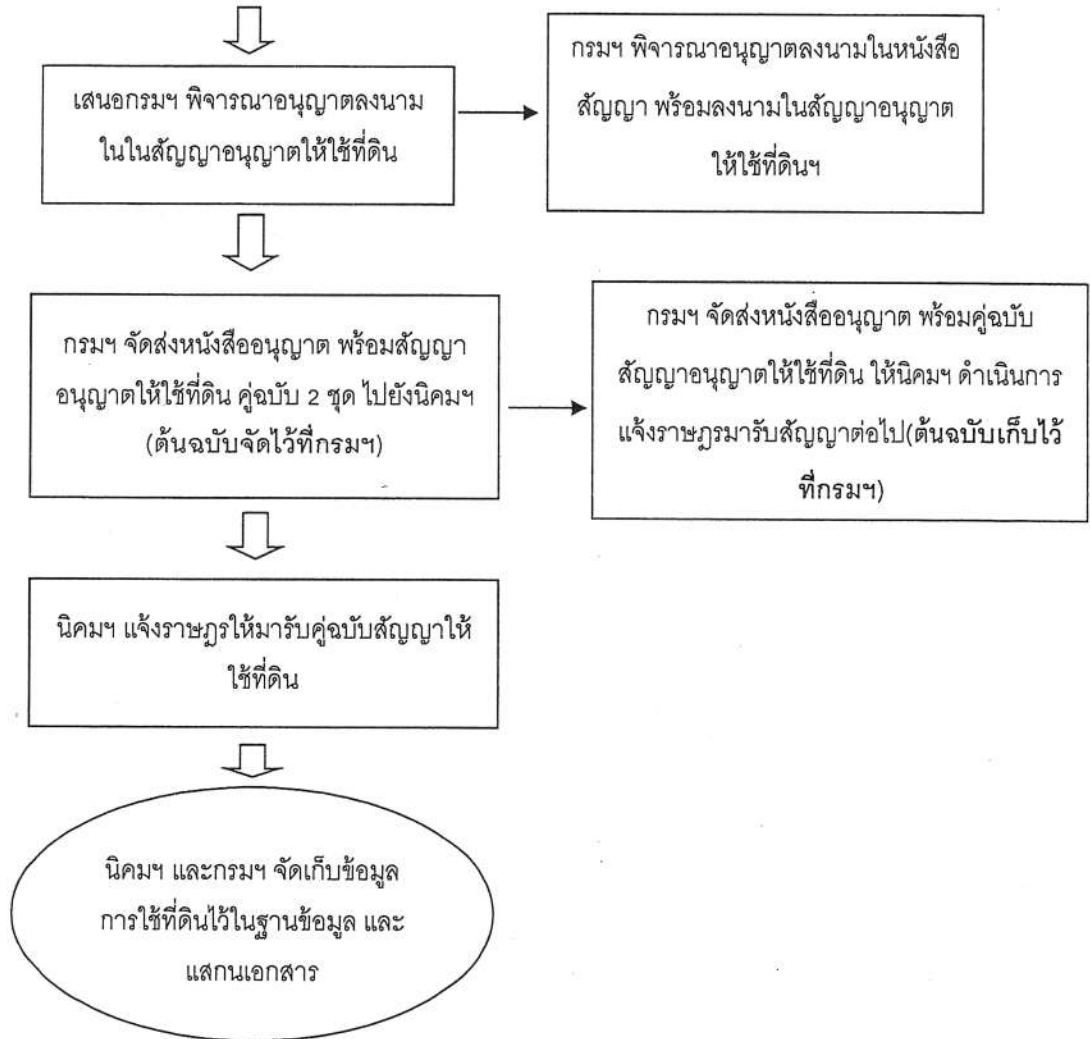 เสนอกรมฯ พิจารณาอนุญาตลงนาม
ในในสัญญาอนุญาตให้ใช้ที่ดิน
กรมฯ พิจารณาอนุญาตลงนามในหนังสือ
สัญญา พร้อมลงนามในสัญญาอนุญาต
ให้ใช้ที่ดินฯ
กรมฯ จัดส่งหนังสืออนุญาต พร้อมสัญญา
อนุญาตให้ใช้ที่ดิน คู่ฉบับ 2 ชุด ไปยังนิคมฯ
(ต้นฉบับจัดไว้ที่กรมฯ)
กรมฯ จัดส่งหนังสืออนุญาต พร้อมคู่ฉบับ
สัญญาอนุญาตให้ใช้ที่ดิน ให้นิคมฯ ดำเนินการ
แจ้งราษฎรมารับสัญญาต่อไป(ต้นฉบับเก็บไว้
ที่กรมฯ)
นิคมฯ แจ้งราษฎรให้มารับคู่ฉบับสัญญาให้
ใช้ที่ดิน
นิคมฯ และกรมฯ จัดเก็บข้อมูล
การใช้ที่ดินไว้ในฐานข้อมูล และ
แสกนเอกสาร